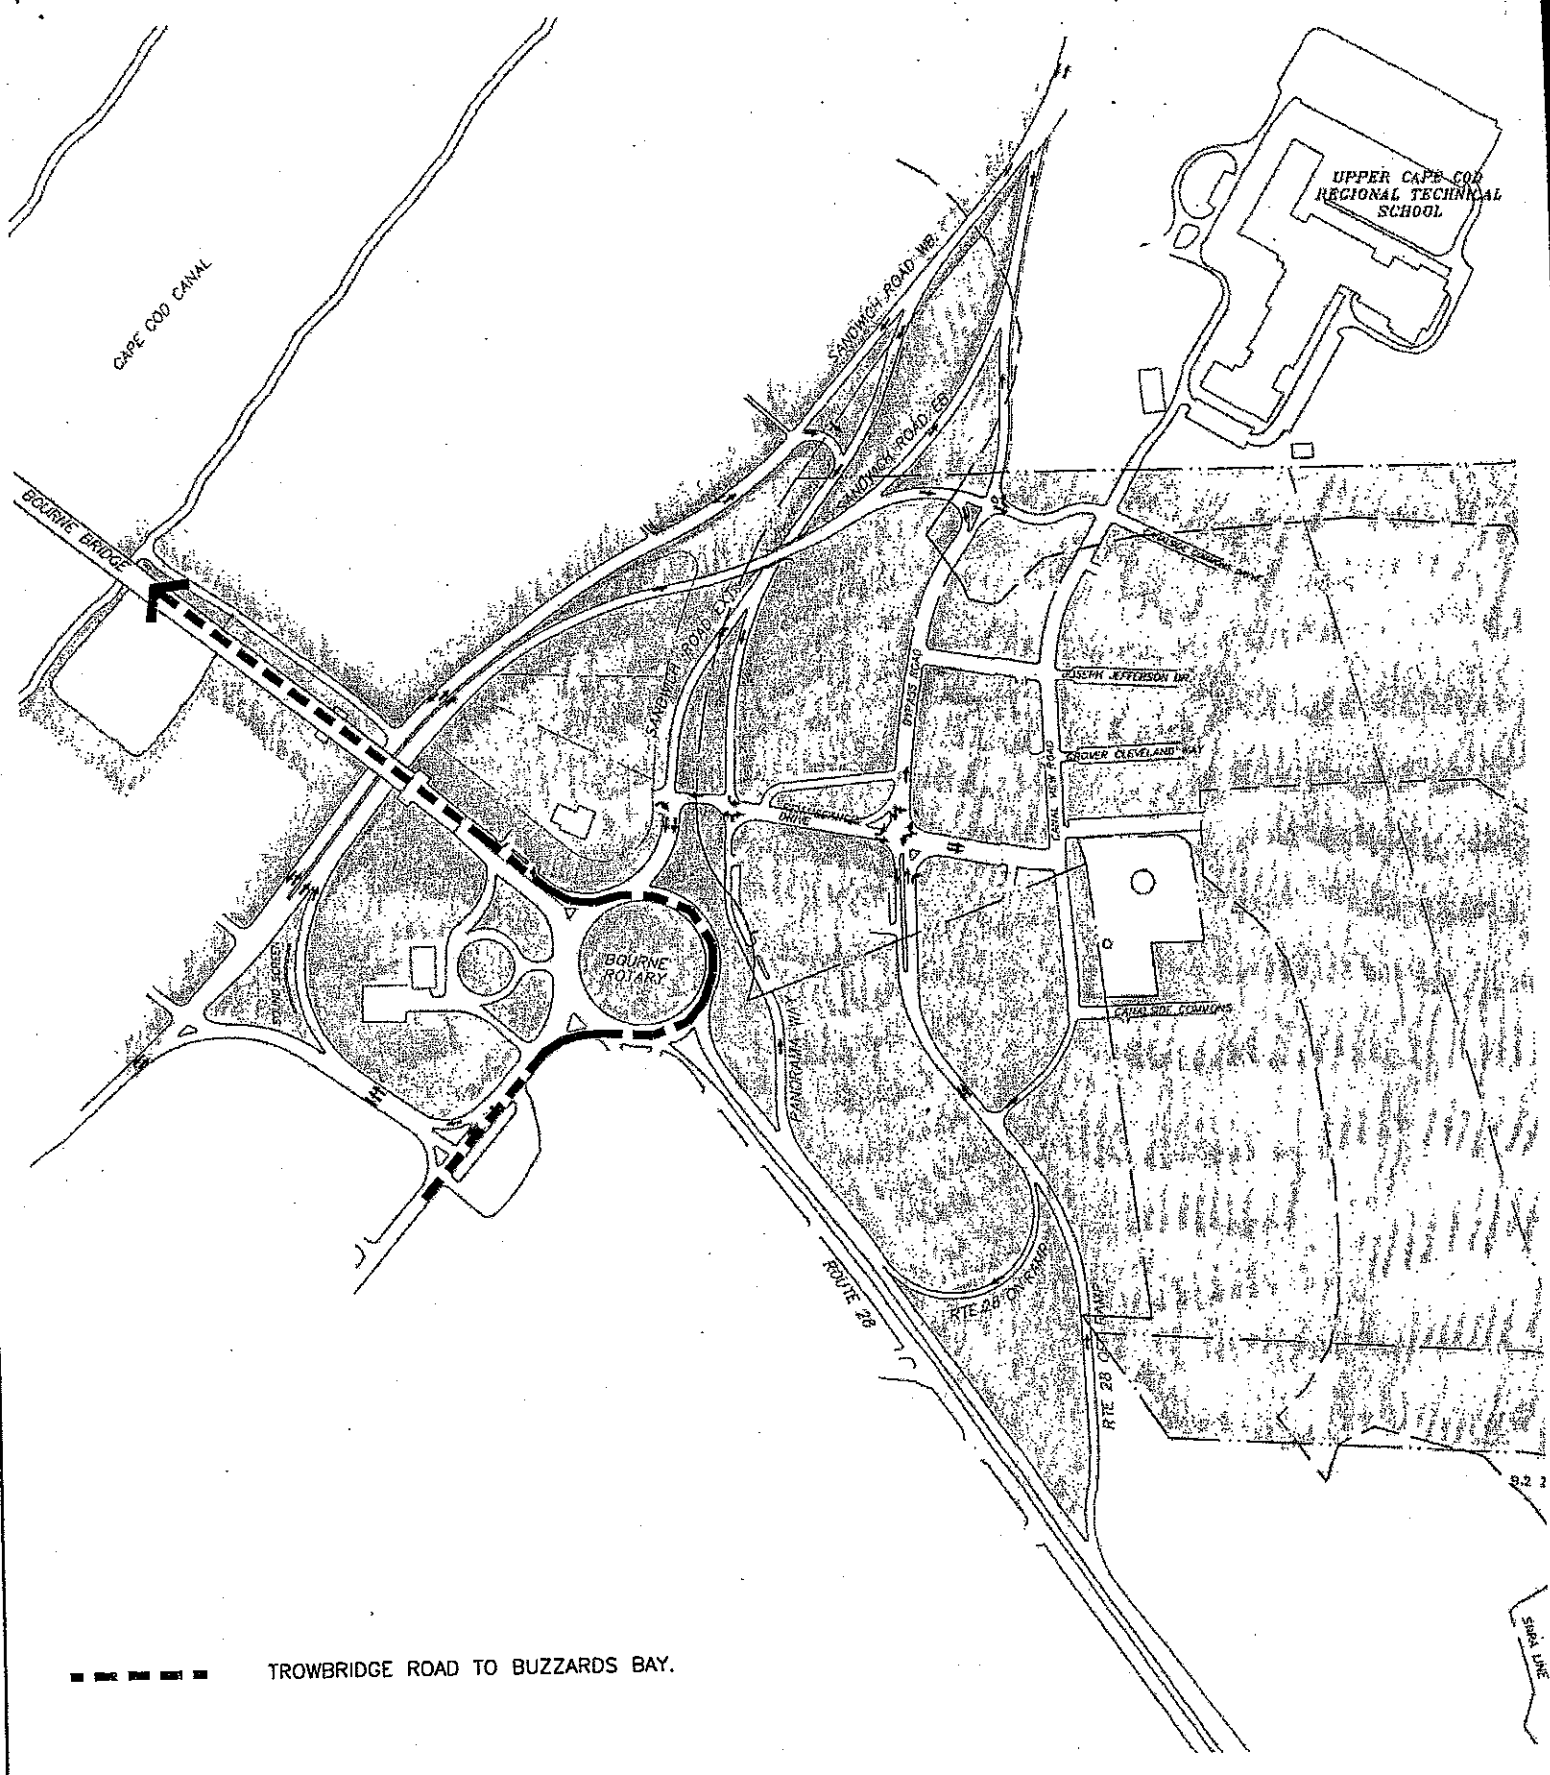 UPPER CAPE COD
REGIONAL TECHNICAL
SCHOOL
CAPE COD CANAL
SANDWICH ROAD WB
SANDWICH ROAD EB
BOURNE BRIDGE
SANDWICH ROAD EXT.
BYPASS ROAD
JOSEPH JEFFERSON DR.
GROVER CLEVELAND WAY
CANAL VIEW ROAD
DRIVE
BOURNE
ROTARY
CANALSIDE COMMONS
PANORAMA WAY
ROUTE 28
RTE 28 ON RAMP
RTE 28 OFF RAMP
SNRA LINE
TROWBRIDGE ROAD TO BUZZARDS BAY.